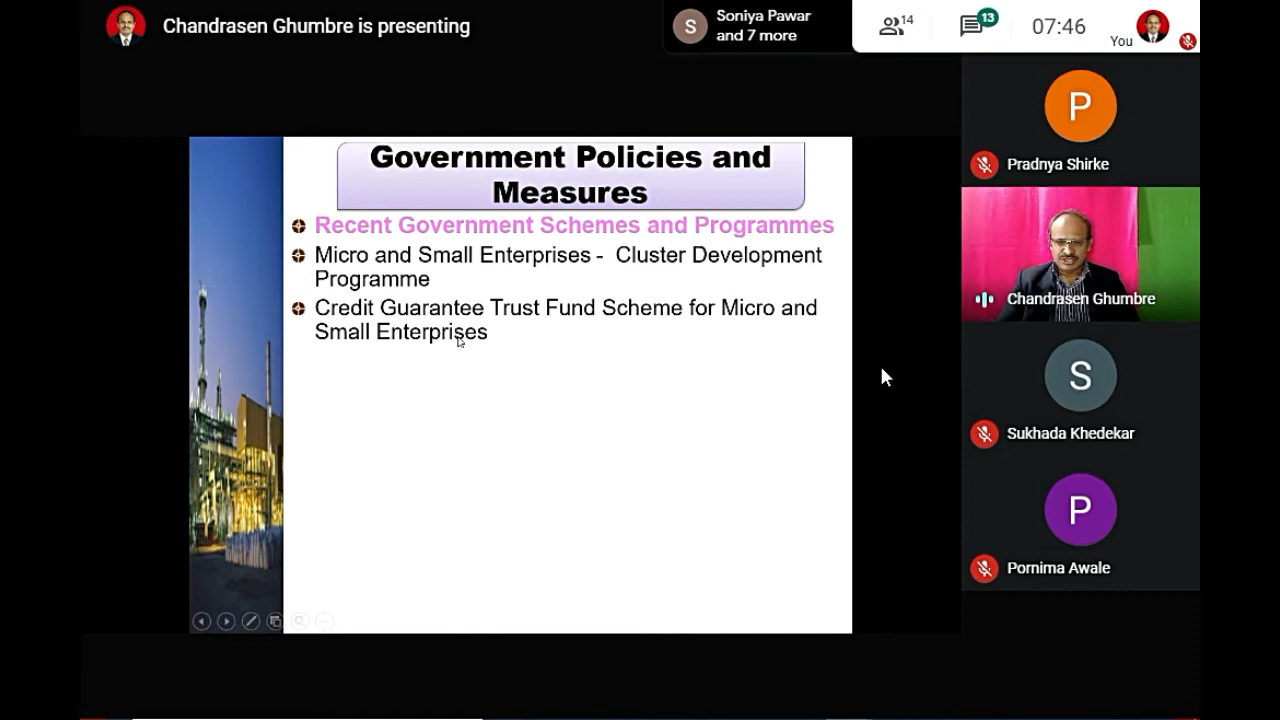 Chandrasen Ghumbre is presenting
S
Soniya Pawar
and 7 more
14
13
07:46
You
P
Pradnya Shirke
Government Policies and
Measures
Recent Government Schemes and Programmes
Micro and Small Enterprises - Cluster Development
Programme
Credit Guarantee Trust Fund Scheme for Micro and
Small Enterprises
Chandrasen Ghumbre
S
Sukhada Khedekar
P
Pornima Awale